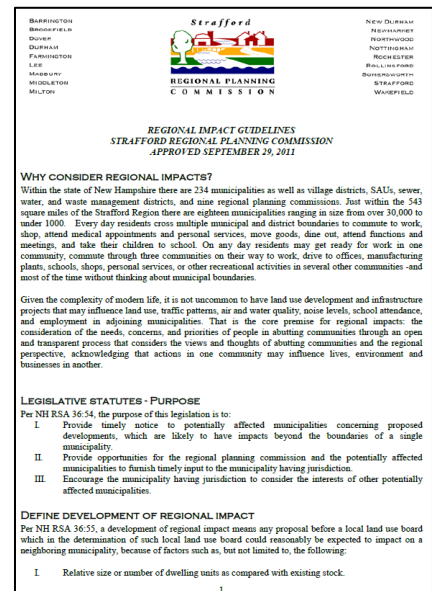 BARRINGTON
BROOKFIELD
DOVER
DURHAM
FARMINGTON
LEE
MADBURY
MIDDLETON
MILTON
Strafford
REGIONAL PLANNING
COMMISSION
NEW DURHAM
NEWMARKET
NORTHWOOD
NOTTINGHAM
ROCHESTER
ROLLINSFORD
SOMERSWORTH
STRAFFORD
WAKEFIELD
REGIONAL IMPACT GUIDELINES
STRAFFORD REGIONAL PLANNING COMMISSION
APPROVED SEPTEMBER 29, 2011
WHY CONSIDER REGIONAL IMPACTS?
Within the state of New Hampshire there are 234 municipalities as well as village districts, SAUs, sewer,
water, and waste management districts, and nine regional planning commissions. Just within the 543
square miles of the Strafford Region there are eighteen municipalities ranging in size from over 30,000 to
under 1000. Every day residents cross multiple municipal and district boundaries to commute to work,
shop, attend medical appointments and personal services, move goods, dine out, attend functions and
meetings, and take their children to school. On any day residents may get ready for work in one
community, commute through three communities on their way to work, drive to offices, manufacturing
plants, schools, shops, personal services, or other recreational activities in several other communities -and
most of the time without thinking about municipal boundaries.
Given the complexity of modern life, it is not uncommon to have land use development and infrastructure
projects that may influence land use, traffic patterns, air and water quality, noise levels, school attendance,
and employment in adjoining municipalities. That is the core premise for regional impacts: the
consideration of the needs, concerns, and priorities of people in abutting communities through an open
and transparent process that considers the views and thoughts of abutting communities and the regional
perspective, acknowledging that actions in one community may influence lives, environment and
businesses in another.
LEGISLATIVE STATUTES - PURPOSE
Per NH RSA 36:54, the purpose of this legislation is to:
I. Provide timely notice to potentially affected municipalities concerning proposed
developments, which are likely to have impacts beyond the boundaries of a single
municipality.
II. Provide opportunities for the regional planning commission and the potentially affected
municipalities to furnish timely input to the municipality having jurisdiction.
III. Encourage the municipality having jurisdiction to consider the interests of other potentially
affected municipalities.
DEFINE DEVELOPMENT OF REGIONAL IMPACT
Per NH RSA 36:55, a development of regional impact means any proposal before a local land use board
which in the determination of such local land use board could reasonably be expected to impact on a
neighboring municipality, because of factors such as, but not limited to, the following:
I. Relative size or number of dwelling units as compared with existing stock.
1